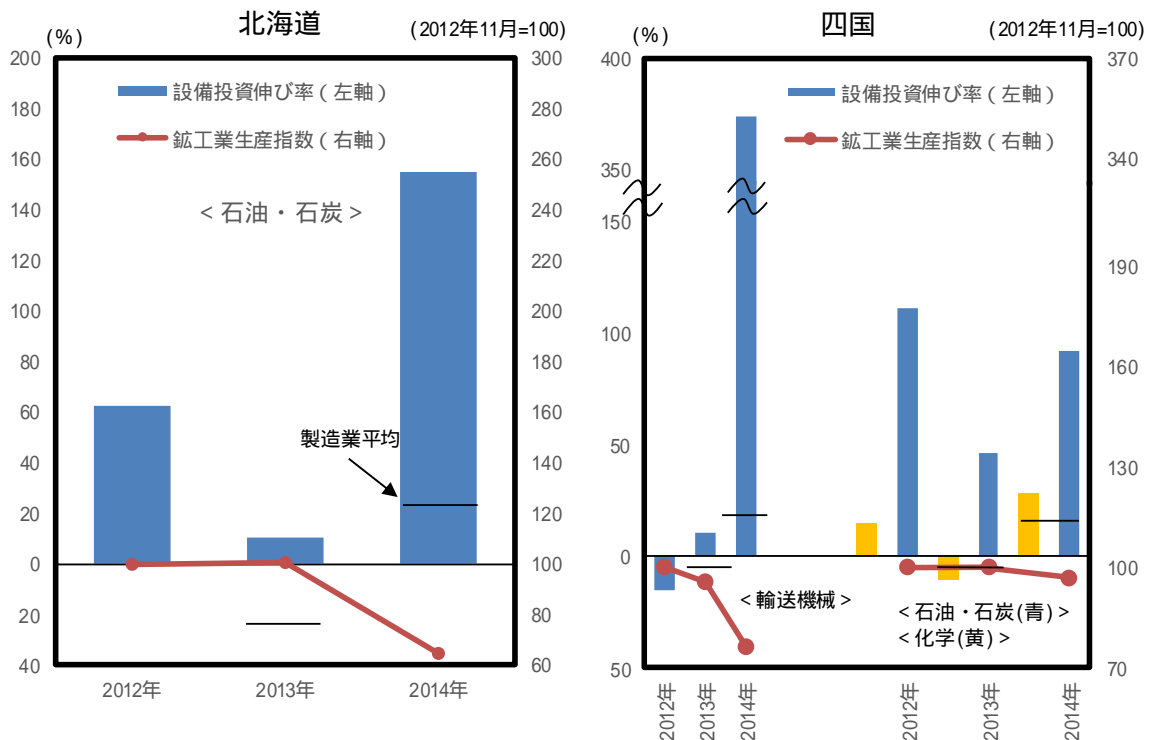 北海道
(％)
(2012年11月=100)
設備投資伸び率（左軸）
鉱工業生産指数（右軸）
＜石油・石炭＞
製造業平均
200
180
160
140
120
100
80
60
40
20
0
20
40
300
280
260
240
220
200
180
160
140
120
100
80
60
2012年
2013年
2014年
四国
(％)
(2012年11月=100)
設備投資伸び率（左軸）
鉱工業生産指数（右軸）
400
350
150
100
50
0
50
370
340
190
160
130
100
70
＜輸送機械＞
＜石油・石炭(青)＞
＜化学(黄)＞
2012年
2013年
2014年
2012年
2013年
2014年